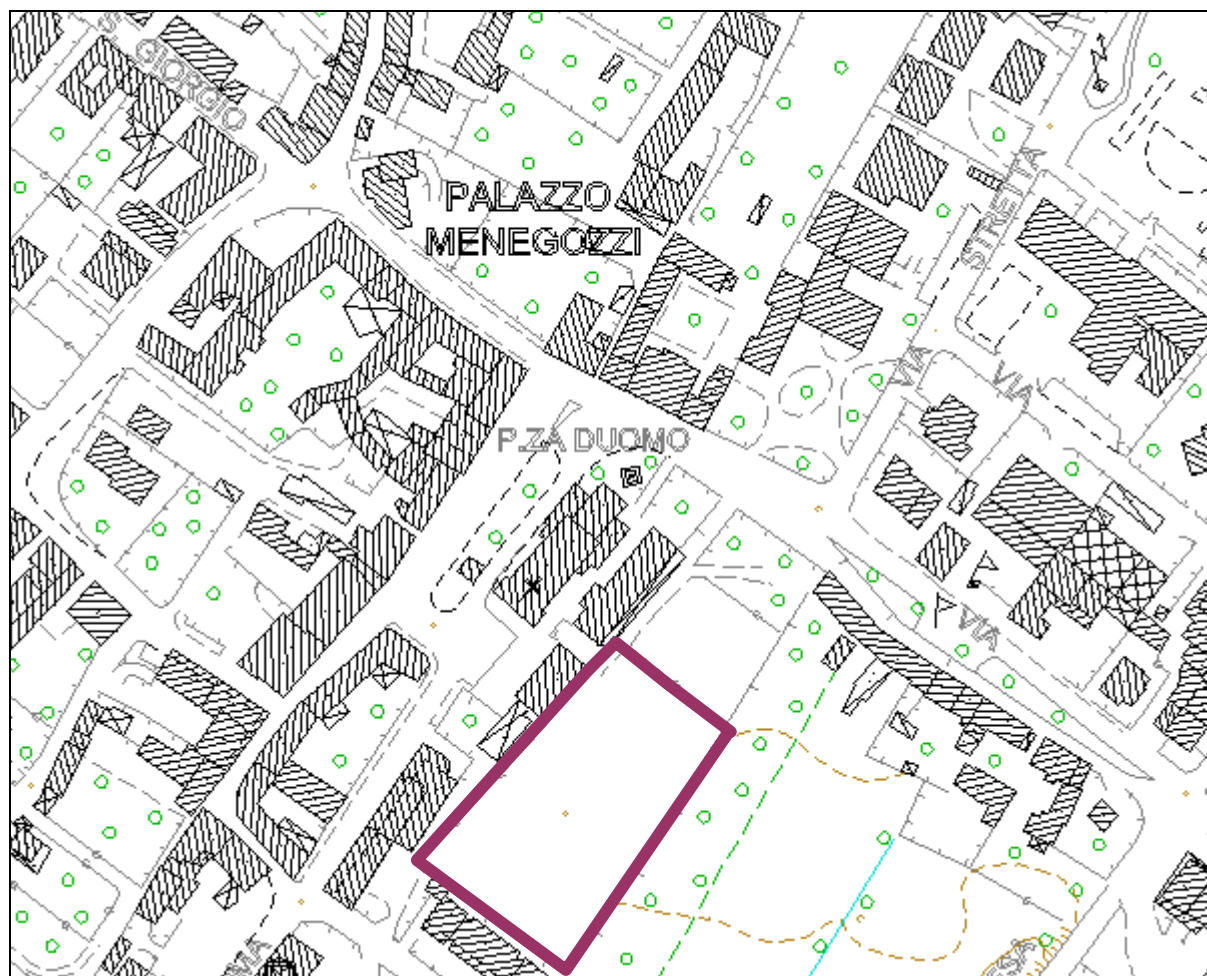 S. GIORGIO
PALAZZO
MENEGOZZI
STRETTA
VIA
VIA
P.ZA DUOMO
VIA